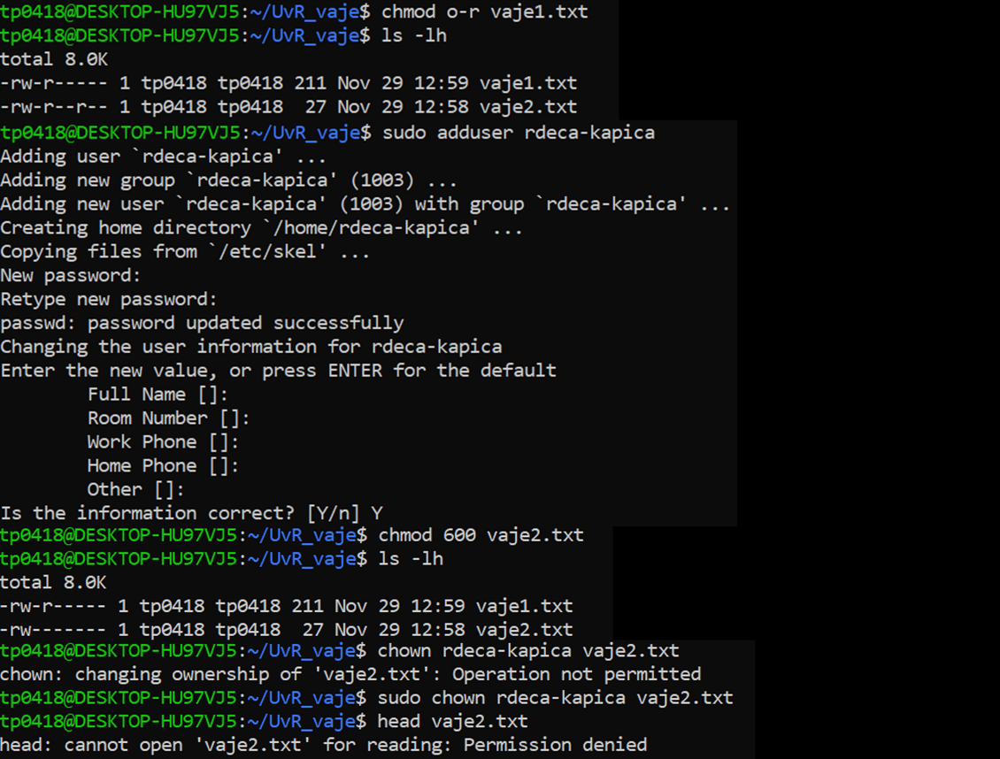 tp0418@DESKTOP-HU97VJ5:~/UvR_vaje$ chmod o-r vaje1.txt
tp0418@DESKTOP-HU97VJ5:~/UvR_vaje$ ls -lh
total 8.0K
-rw-r----- 1 tp0418 tp0418 211 Nov 29 12:59 vaje1.txt
-rw-r--r-- 1 tp0418 tp0418  27 Nov 29 12:58 vaje2.txt
tp0418@DESKTOP-HU97VJ5:~/UvR_vaje$ sudo adduser rdeca-kapica
Adding user `rdeca-kapica' ...
Adding new group `rdeca-kapica' (1003) ...
Adding new user `rdeca-kapica' (1003) with group `rdeca-kapica' ...
Creating home directory `/home/rdeca-kapica' ...
Copying files from `/etc/skel' ...
New password:
Retype new password:
passwd: password updated successfully
Changing the user information for rdeca-kapica
Enter the new value, or press ENTER for the default
        Full Name []:
        Room Number []:
        Work Phone []:
        Home Phone []:
        Other []:
Is the information correct? [Y/n] Y
tp0418@DESKTOP-HU97VJ5:~/UvR_vaje$ chmod 600 vaje2.txt
tp0418@DESKTOP-HU97VJ5:~/UvR_vaje$ ls -lh
total 8.0K
-rw-r----- 1 tp0418 tp0418 211 Nov 29 12:59 vaje1.txt
-rw------- 1 tp0418 tp0418  27 Nov 29 12:58 vaje2.txt
tp0418@DESKTOP-HU97VJ5:~/UvR_vaje$ chown rdeca-kapica vaje2.txt
chown: changing ownership of 'vaje2.txt': Operation not permitted
tp0418@DESKTOP-HU97VJ5:~/UvR_vaje$ sudo chown rdeca-kapica vaje2.txt
tp0418@DESKTOP-HU97VJ5:~/UvR_vaje$ head vaje2.txt
head: cannot open 'vaje2.txt' for reading: Permission denied